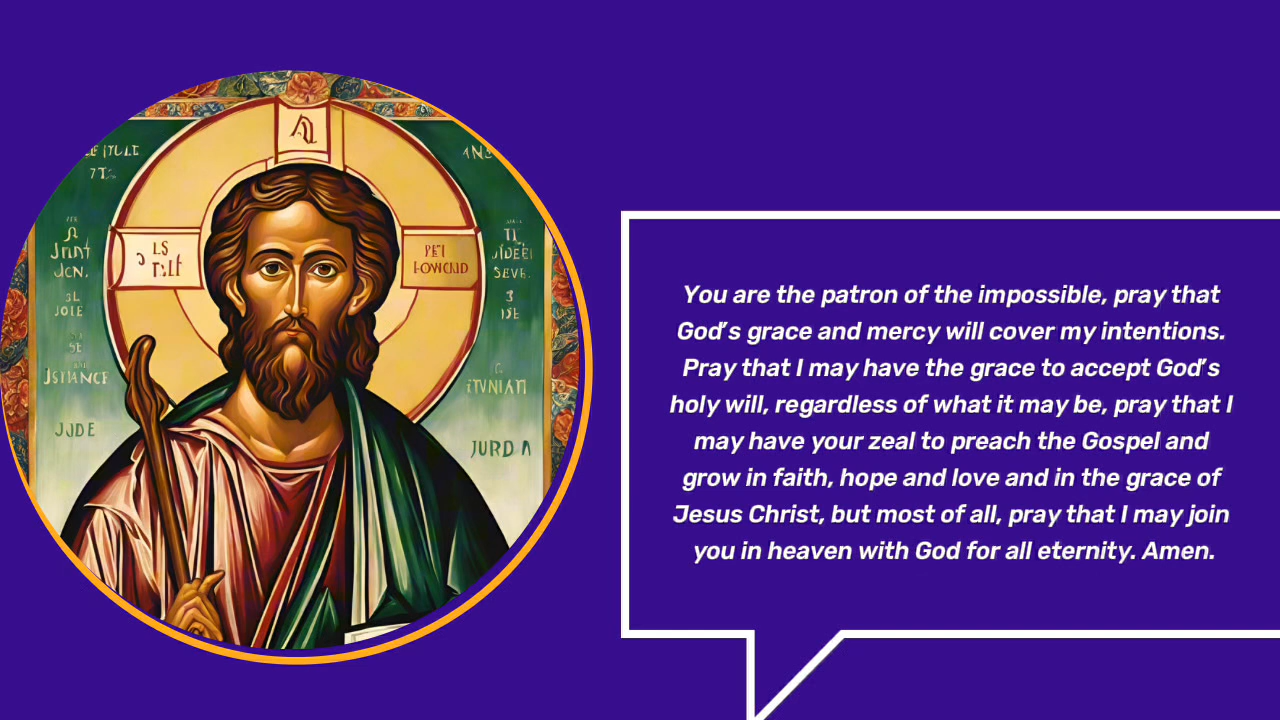 JUDE
You are the patron of the impossible, pray that
God's grace and mercy will cover my intentions.
Pray that I may have the grace to accept God's
holy will, regardless of what it may be, pray that I
may have your zeal to preach the Gospel and
grow in faith, hope and love and in the grace of
Jesus Christ, but most of all, pray that I may join
you in heaven with God for all eternity. Amen.